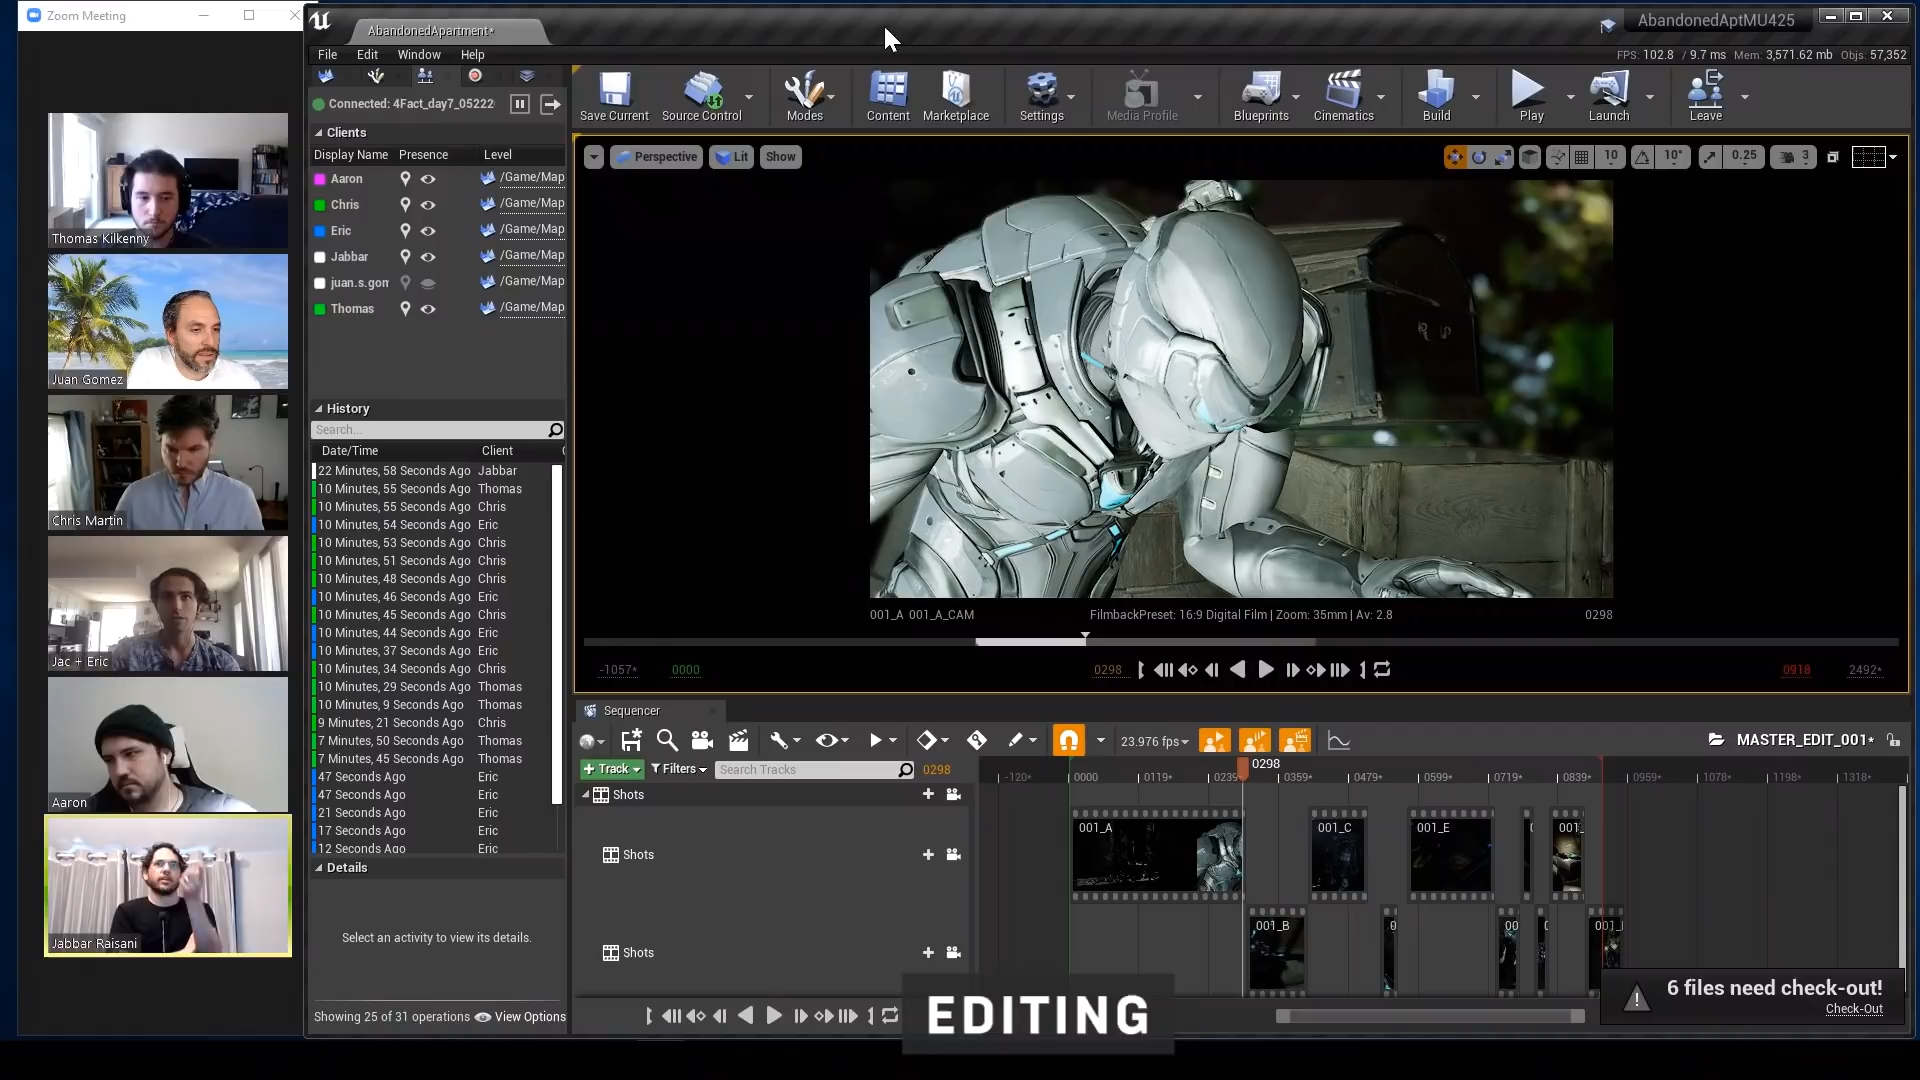 Zoom Meeting
Thomas Kilkenny
Juan Gomez
Chris Martin
Jac + Eric
Aaron
Jabbar Raisani
AbandonedApartment*
AbandonedAptMU425
File Edit Window Help
FPS: 102.8 / 9.7 ms Mem: 3,571.62 mb Objs: 57,352
Connected: 4Fact_day7_05222
Clients
Display Name Presence Level
Aaron /Game/Map
Chris /Game/Map
Eric /Game/Map
Jabbar /Game/Map
juan.s.gom /Game/Map
Thomas /Game/Map
History
Search...
Date/Time Client
22 Minutes, 58 Seconds Ago Jabbar
10 Minutes, 55 Seconds Ago Thomas
10 Minutes, 55 Seconds Ago Chris
10 Minutes, 54 Seconds Ago Eric
10 Minutes, 53 Seconds Ago Chris
10 Minutes, 51 Seconds Ago Chris
10 Minutes, 48 Seconds Ago Chris
10 Minutes, 46 Seconds Ago Eric
10 Minutes, 45 Seconds Ago Chris
10 Minutes, 44 Seconds Ago Eric
10 Minutes, 37 Seconds Ago Eric
10 Minutes, 34 Seconds Ago Chris
10 Minutes, 29 Seconds Ago Thomas
10 Minutes, 9 Seconds Ago Thomas
9 Minutes, 21 Seconds Ago Chris
7 Minutes, 50 Seconds Ago Thomas
7 Minutes, 45 Seconds Ago Thomas
47 Seconds Ago Eric
47 Seconds Ago Eric
21 Seconds Ago Eric
17 Seconds Ago Eric
12 Seconds Ago Eric
Details
Select an activity to view its details.
Showing 25 of 31 operations View Options
Save Current Source Control Modes Content Marketplace Settings Media Profile Blueprints Cinematics Build Play Launch Leave
Perspective Lit Show
10 10° 0.25 3
001_A 001_A_CAM FilmbackPreset: 16:9 Digital Film | Zoom: 35mm | Av: 2.8 0298
-1057* 0000 0298 0918 2492*
Sequencer
23.976 fps MASTER_EDIT_001*
+ Track Filters Search Tracks 0298
0298
-120* 0000 0119* 0239* 0359* 0479* 0599* 0719* 0839* 0959* 1078* 1198* 1318*
Shots
001_A 001_C 001_E 001_
Shots
001_B 0 00 001_
Shots
EDITING
6 files need check-out!
Check-Out